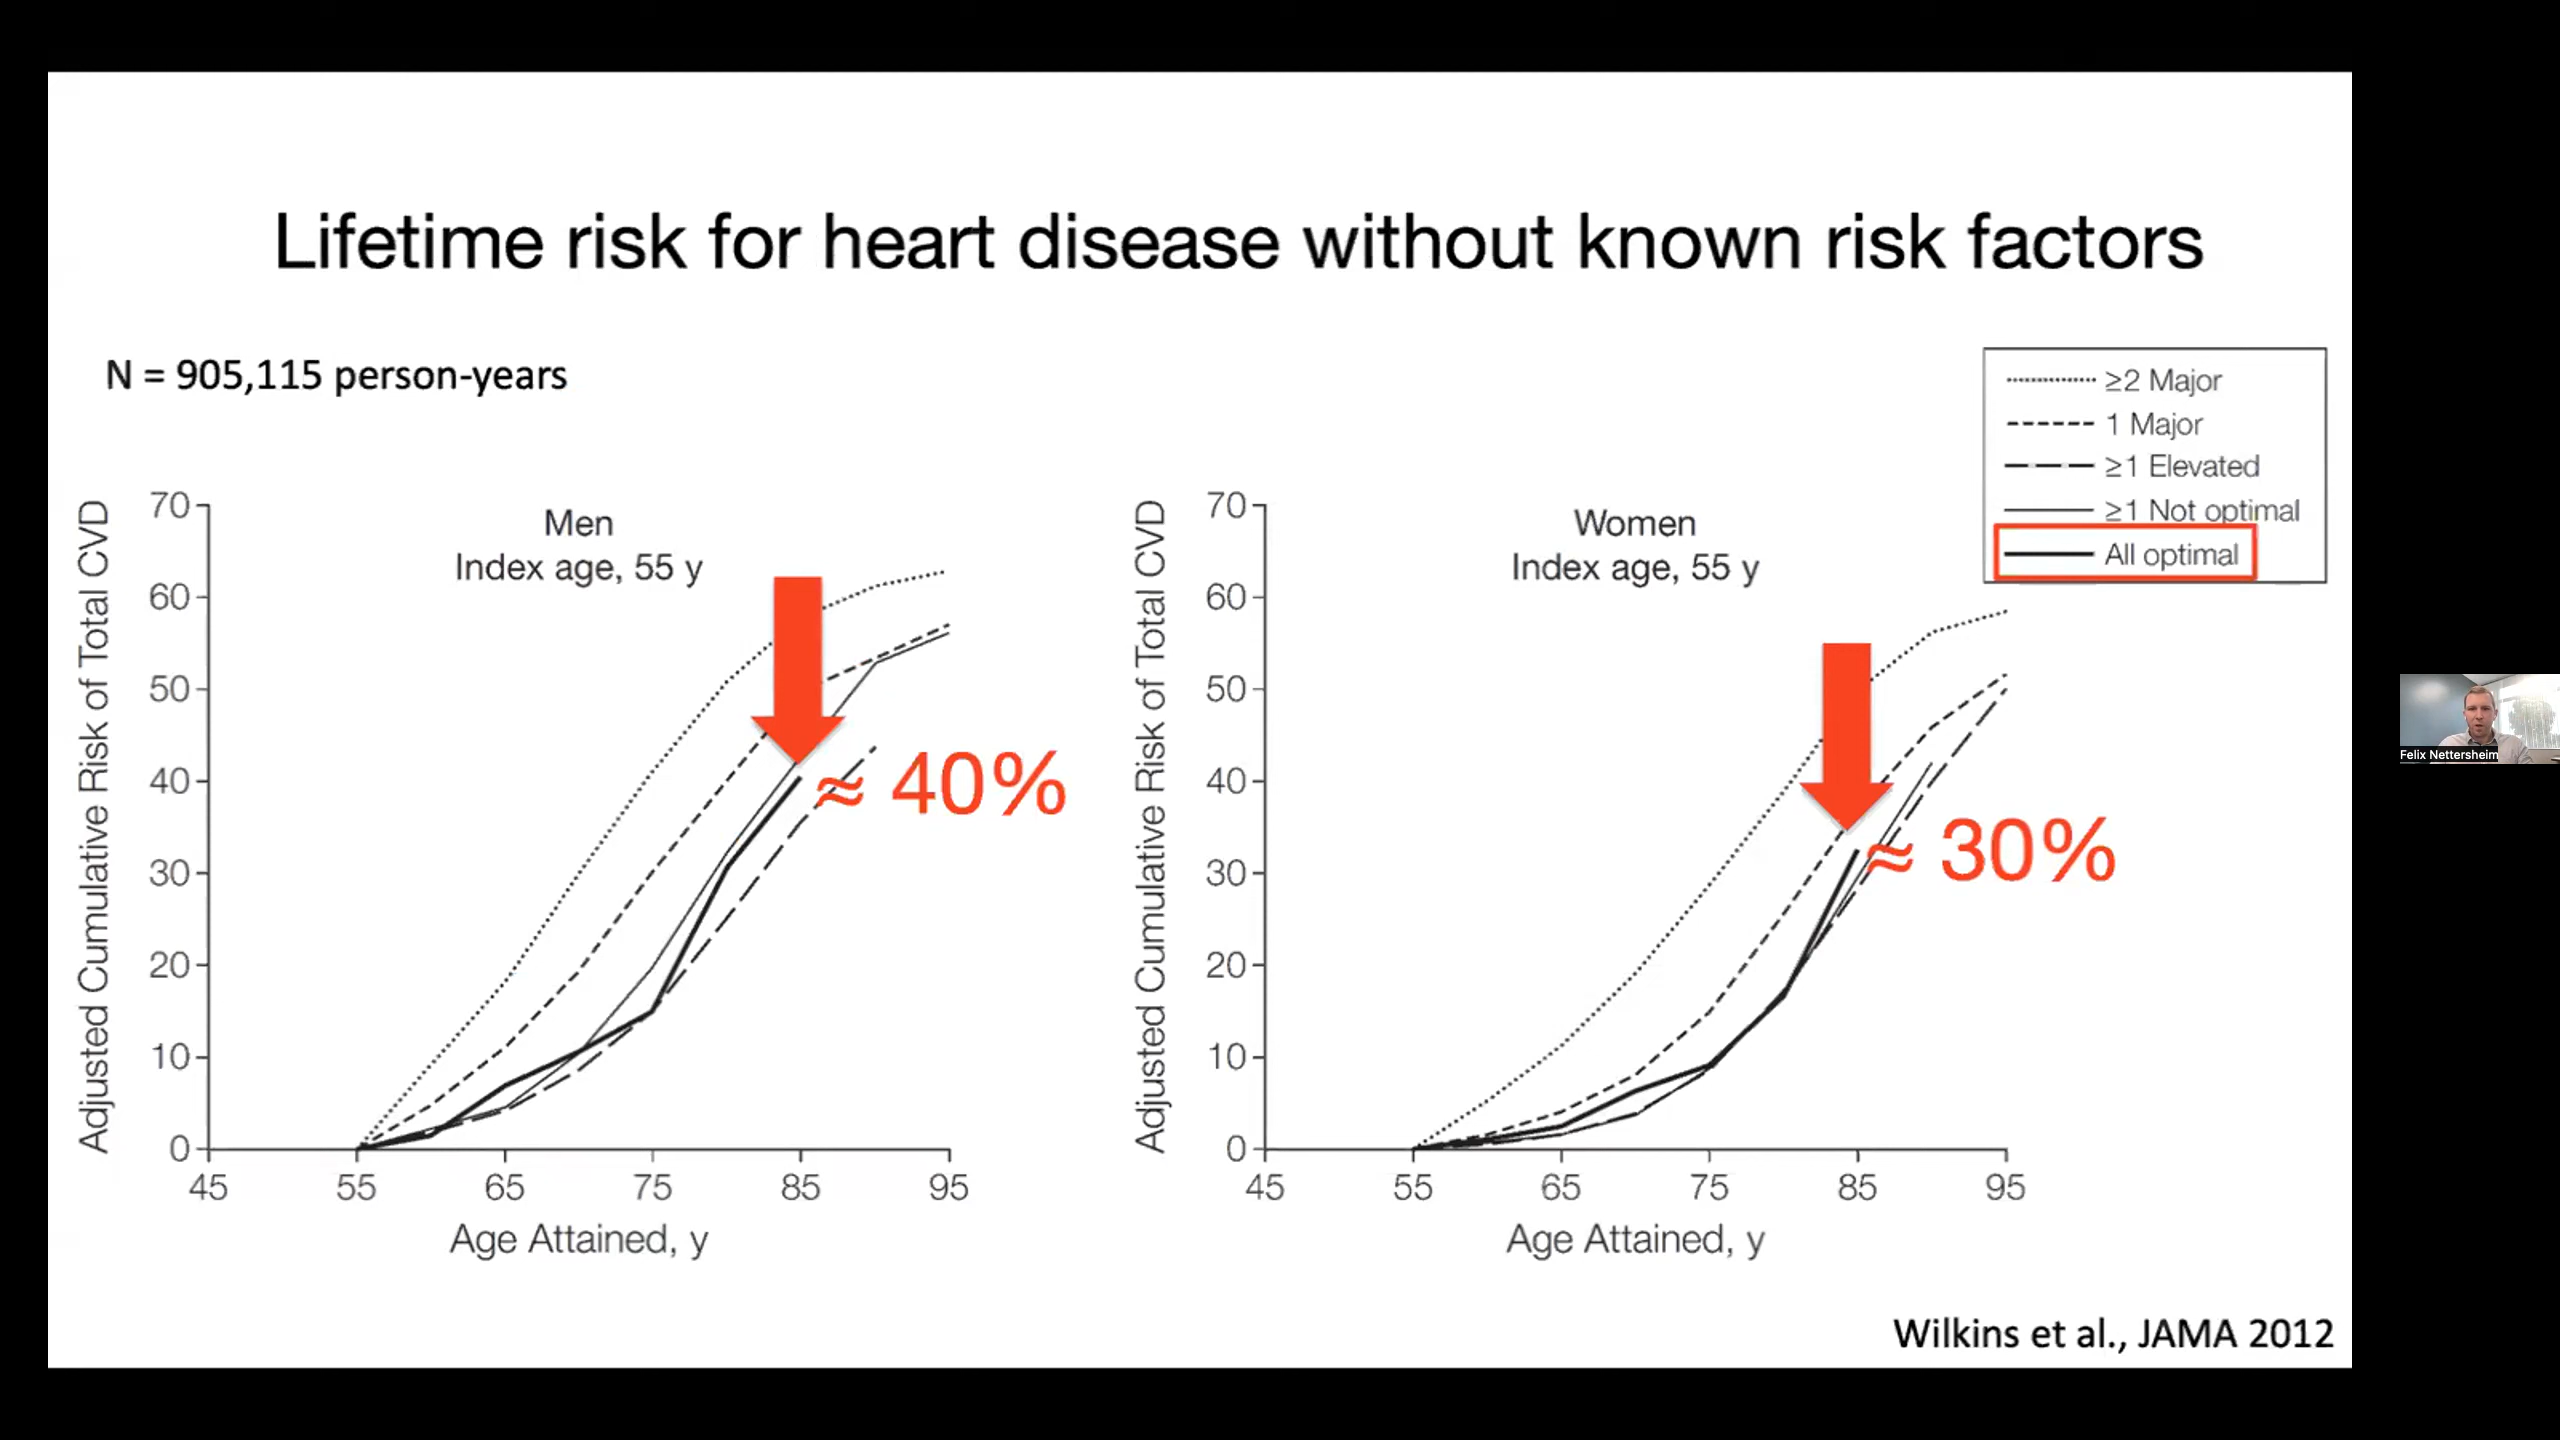 Lifetime risk for heart disease without known risk factors
N = 905,115 person-years
≥2 Major
1 Major
≥1 Elevated
≥1 Not optimal
All optimal
Adjusted Cumulative Risk of Total CVD
70
60
50
40
30
20
10
0
Men
Index age, 55 y
≈ 40%
45 55 65 75 85 95
Age Attained, y
Adjusted Cumulative Risk of Total CVD
70
60
50
40
30
20
10
0
Women
Index age, 55 y
≈ 30%
45 55 65 75 85 95
Age Attained, y
Wilkins et al., JAMA 2012
Felix Nettersheim